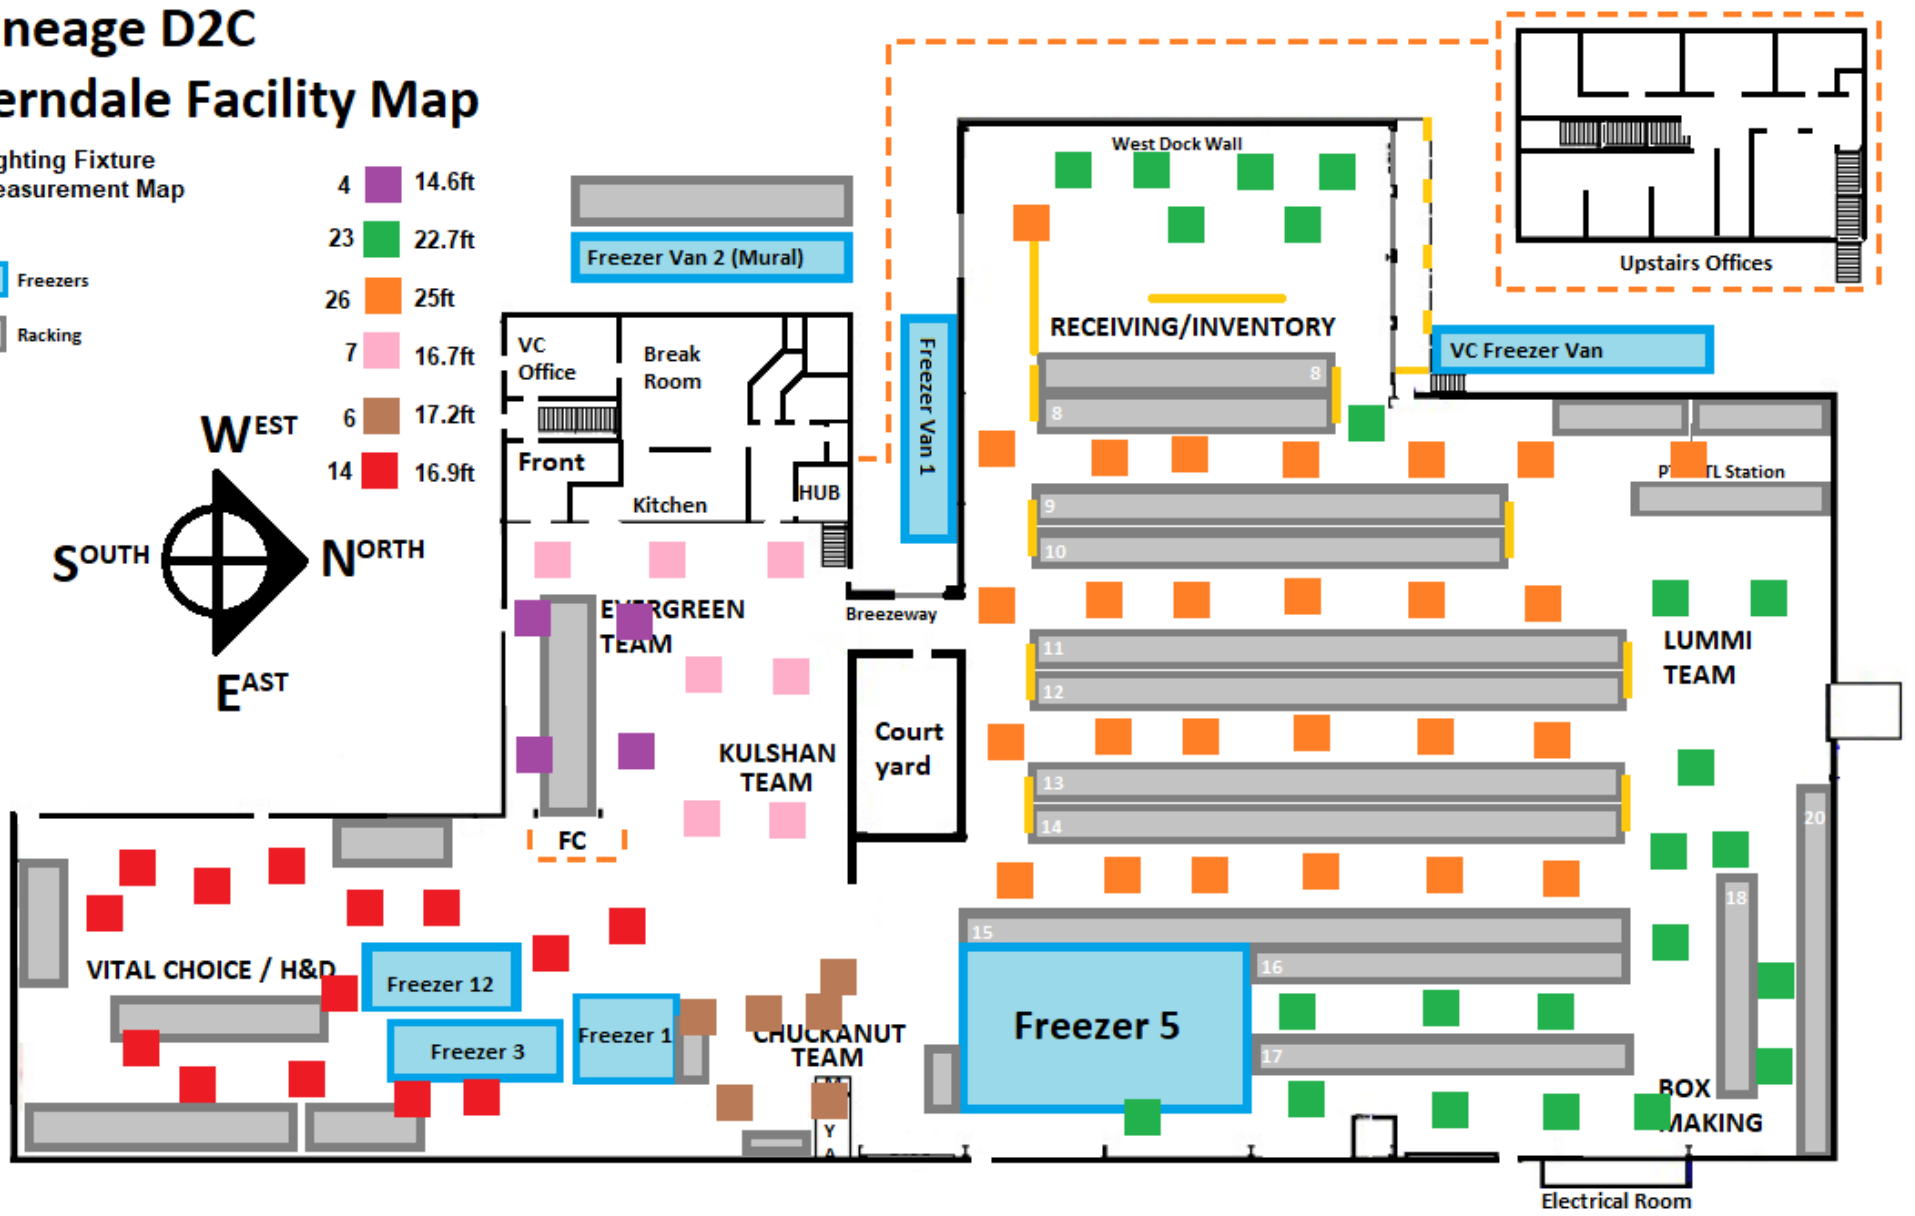 neage D2C
erndale Facility Map
ghting Fixture
easurement Map
4 14.6ft
23 22.7ft
26 25ft
7 16.7ft
6 17.2ft
14 16.9ft
Freezers
Racking
WEST
SOUTH
NORTH
EAST
Freezer Van 2 (Mural)
VC
Office
Break
Room
Front
Kitchen
HUB
Freezer Van 1
West Dock Wall
RECEIVING/INVENTORY
8
8
Upstairs Offices
VC Freezer Van
TL Station
9
10
Breezeway
EVERGREEN
TEAM
KULSHAN
TEAM
Court
yard
11
12
LUMMI
TEAM
13
14
FC
15
16
17
18
20
VITAL CHOICE / H&D
Freezer 12
Freezer 3
Freezer 1
CHUCKANUT
TEAM
Y
A
Freezer 5
BOX
MAKING
Electrical Room